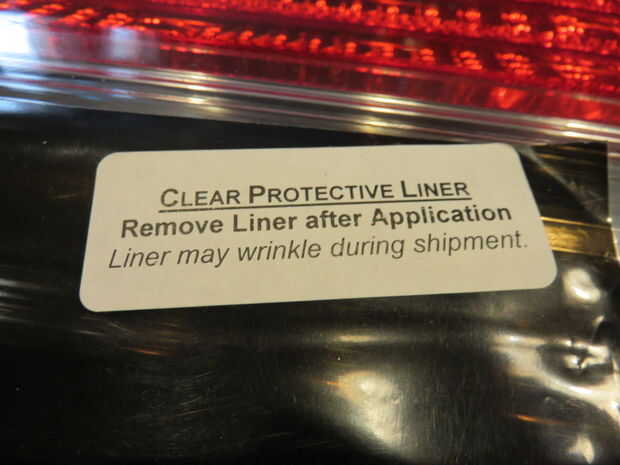 CLEAR PROTECTIVE LINER
Remove Liner after Application
Liner may wrinkle during shipment.